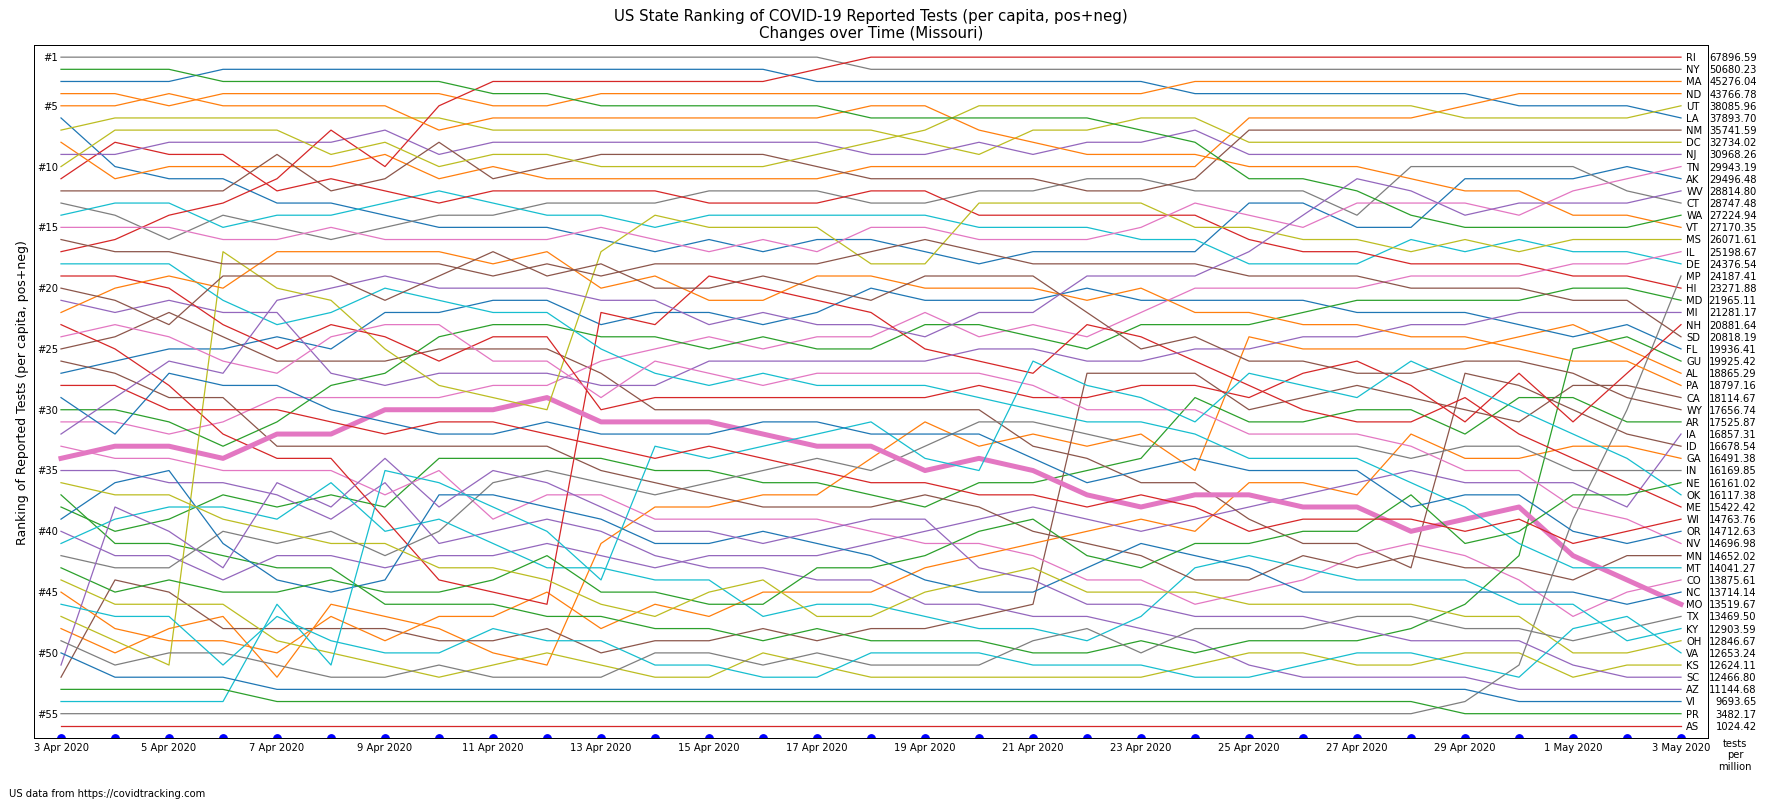 US State Ranking of COVID-19 Reported Tests (per capita, pos+neg)
Changes over Time (Missouri)
Ranking of Reported Tests (per capita, pos+neg)
#1
#5
#10
#15
#20
#25
#30
#35
#40
#45
#50
#55
RI 67896.59
NY 50680.23
MA 45276.04
ND 43766.78
UT 38085.96
LA 37893.70
NM 35741.59
DC 32734.02
NJ 30968.26
TN 29943.19
AK 29496.48
WV 28814.80
CT 28747.48
WA 27224.94
VT 27170.35
MS 26071.61
IL 25198.67
DE 24376.54
MP 24187.41
HI 23271.88
MD 21965.11
MI 21281.17
NH 20881.64
SD 20818.19
FL 19936.41
GU 19925.42
AL 18865.29
PA 18797.16
CA 18114.67
WY 17656.74
AR 17525.87
IA 16857.31
ID 16678.54
GA 16491.38
IN 16169.85
NE 16161.02
OK 16117.38
ME 15422.42
WI 14763.76
OR 14712.63
NV 14696.98
MN 14652.02
MT 14041.27
CO 13875.61
NC 13714.14
MO 13519.67
TX 13469.50
KY 12903.59
OH 12846.67
VA 12653.24
KS 12624.11
SC 12466.80
AZ 11144.68
VI 9693.65
PR 3482.17
AS 1024.42
3 Apr 2020
5 Apr 2020
7 Apr 2020
9 Apr 2020
11 Apr 2020
13 Apr 2020
15 Apr 2020
17 Apr 2020
19 Apr 2020
21 Apr 2020
23 Apr 2020
25 Apr 2020
27 Apr 2020
29 Apr 2020
1 May 2020
3 May 2020
tests
per
million
US data from https://covidtracking.com